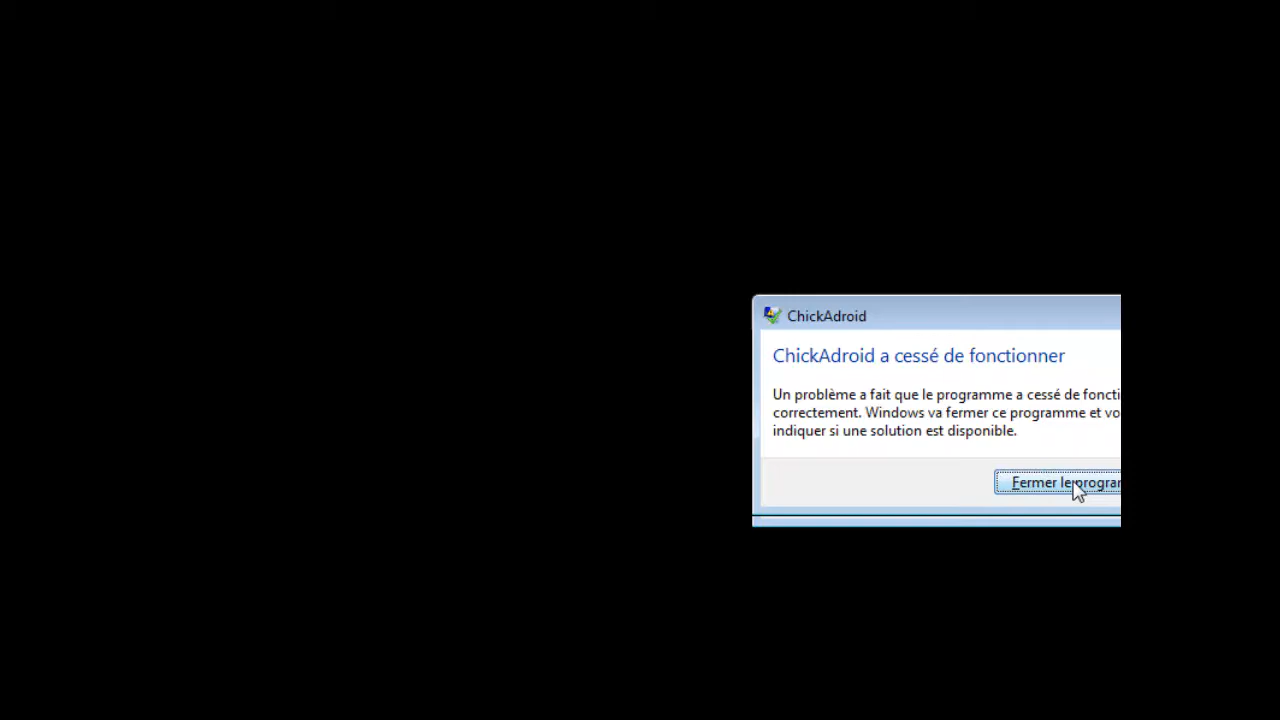 ChickAdroid
ChickAdroid a cessé de fonctionner
Un problème a fait que le programme a cessé de foncti
correctement. Windows va fermer ce programme et vo
indiquer si une solution est disponible.
Fermer le progran